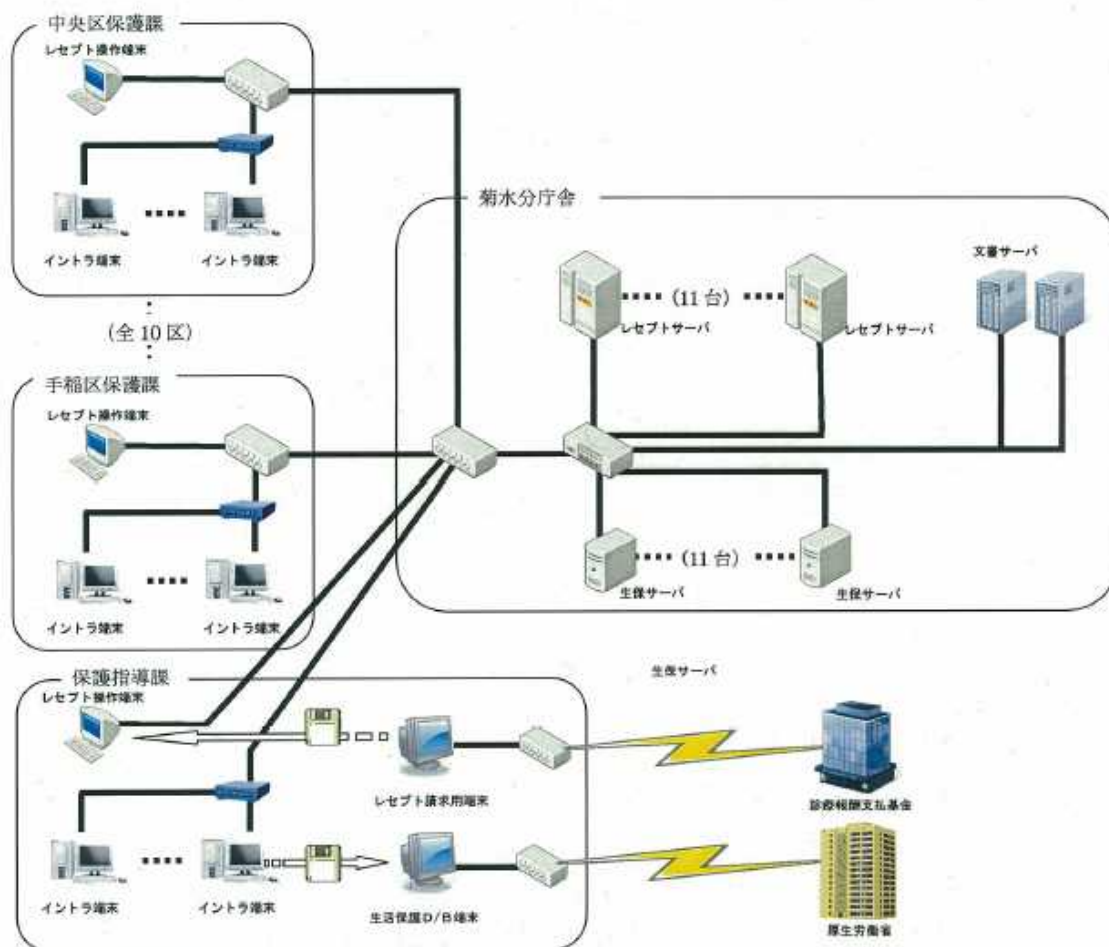 中央区保護課
レセプト操作端末
イントラ端末
イントラ端末
(全10区)
手稲区保護課
レセプト操作端末
イントラ端末
イントラ端末
菊水分庁舎
レセプトサーバ
(11台)
レセプトサーバ
文書サーバ
(11台)
生保サーバ
生保サーバ
保護指導課
レセプト操作端末
レセプト請求用端末
イントラ端末
イントラ端末
生活保護D/B端末
生保サーバ
診療報酬支払基金
厚生労働省